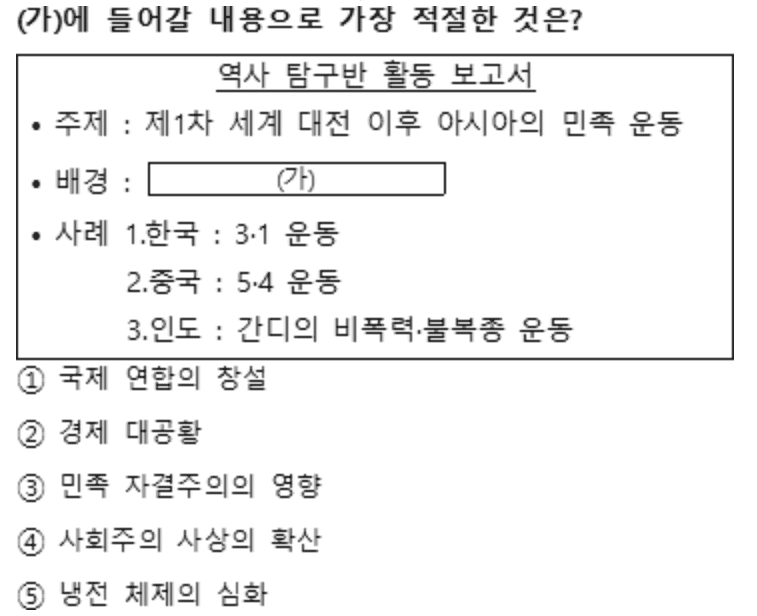 (가)에 들어갈 내용으로 가장 적절한 것은?
역사 탐구반 활동 보고서
• 주제 : 제1차 세계 대전 이후 아시아의 민족 운동
• 배경 : (가)
• 사례 1.한국 : 3·1 운동
2.중국 : 5·4 운동
3.인도 : 간디의 비폭력·불복종 운동
① 국제 연합의 창설
② 경제 대공황
③ 민족 자결주의의 영향
④ 사회주의 사상의 확산
⑤ 냉전 체제의 심화